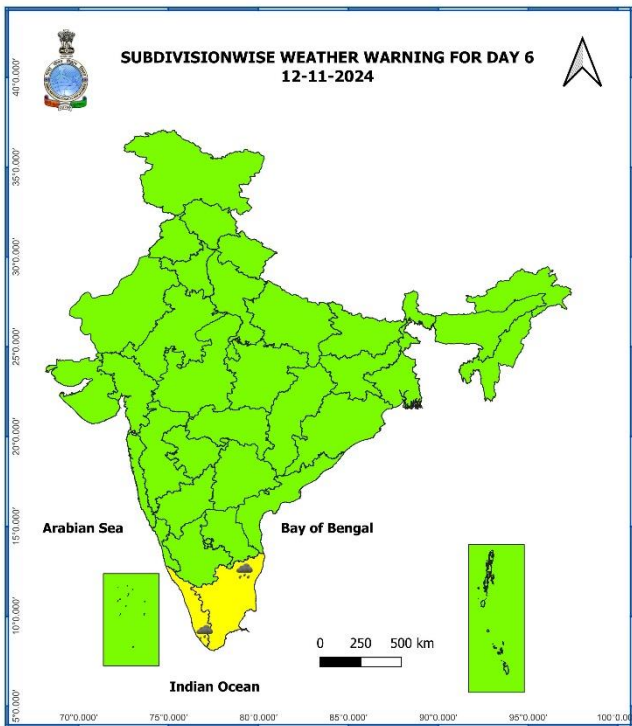 SUBDIVISIONWISE WEATHER WARNING FOR DAY 6
12-11-2024
40°0.000'
35°0.000'
30°0.000'
25°0.000'
20°0.000'
15°0.000'
10°0.000'
5°0.000'
Arabian Sea
Bay of Bengal
0 250 500 km
Indian Ocean
70°0.000' 75°0.000' 80°0.000' 85°0.000' 90°0.000' 95°0.000' 100°0.0